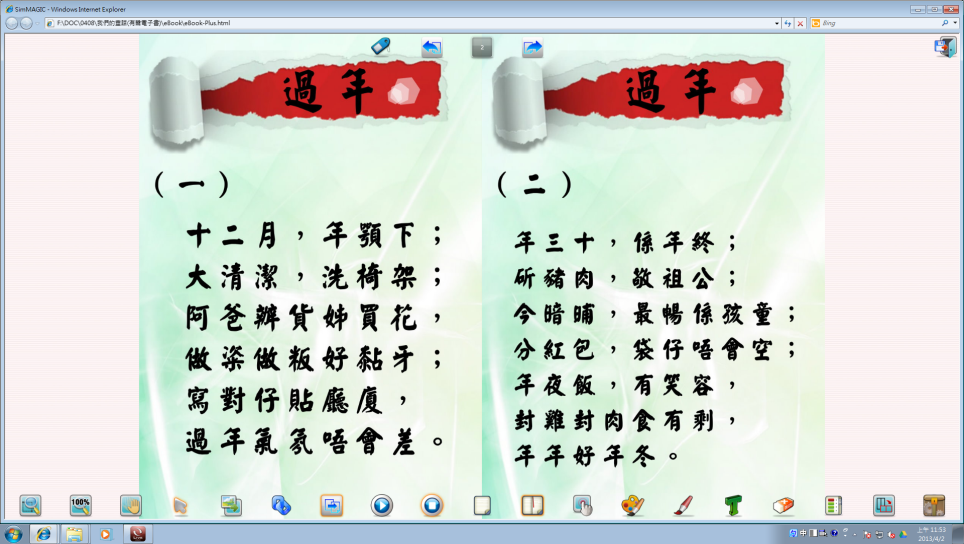 SimMAGIC - Windows Internet Explorer
F:\DOC\0408\我們的童謠(有聲電子書)\eBook\eBook-Plus.html
Bing
2
過年
(一)
十二月，年顎下；
大清潔，洗椅架；
阿爸辦貨姊買花，
做粢做粄好黏牙；
寫對仔貼廳廈，
過年氣氛唔會差。
過年
(二)
年三十，係年終；
斫豬肉，敬祖公；
今暗晡，最暢係孩童；
分紅包，袋仔唔會空；
年夜飯，有笑容，
封雞封肉食有剩，
年年好年冬。
100%
中
上午 11:53
2013/4/2